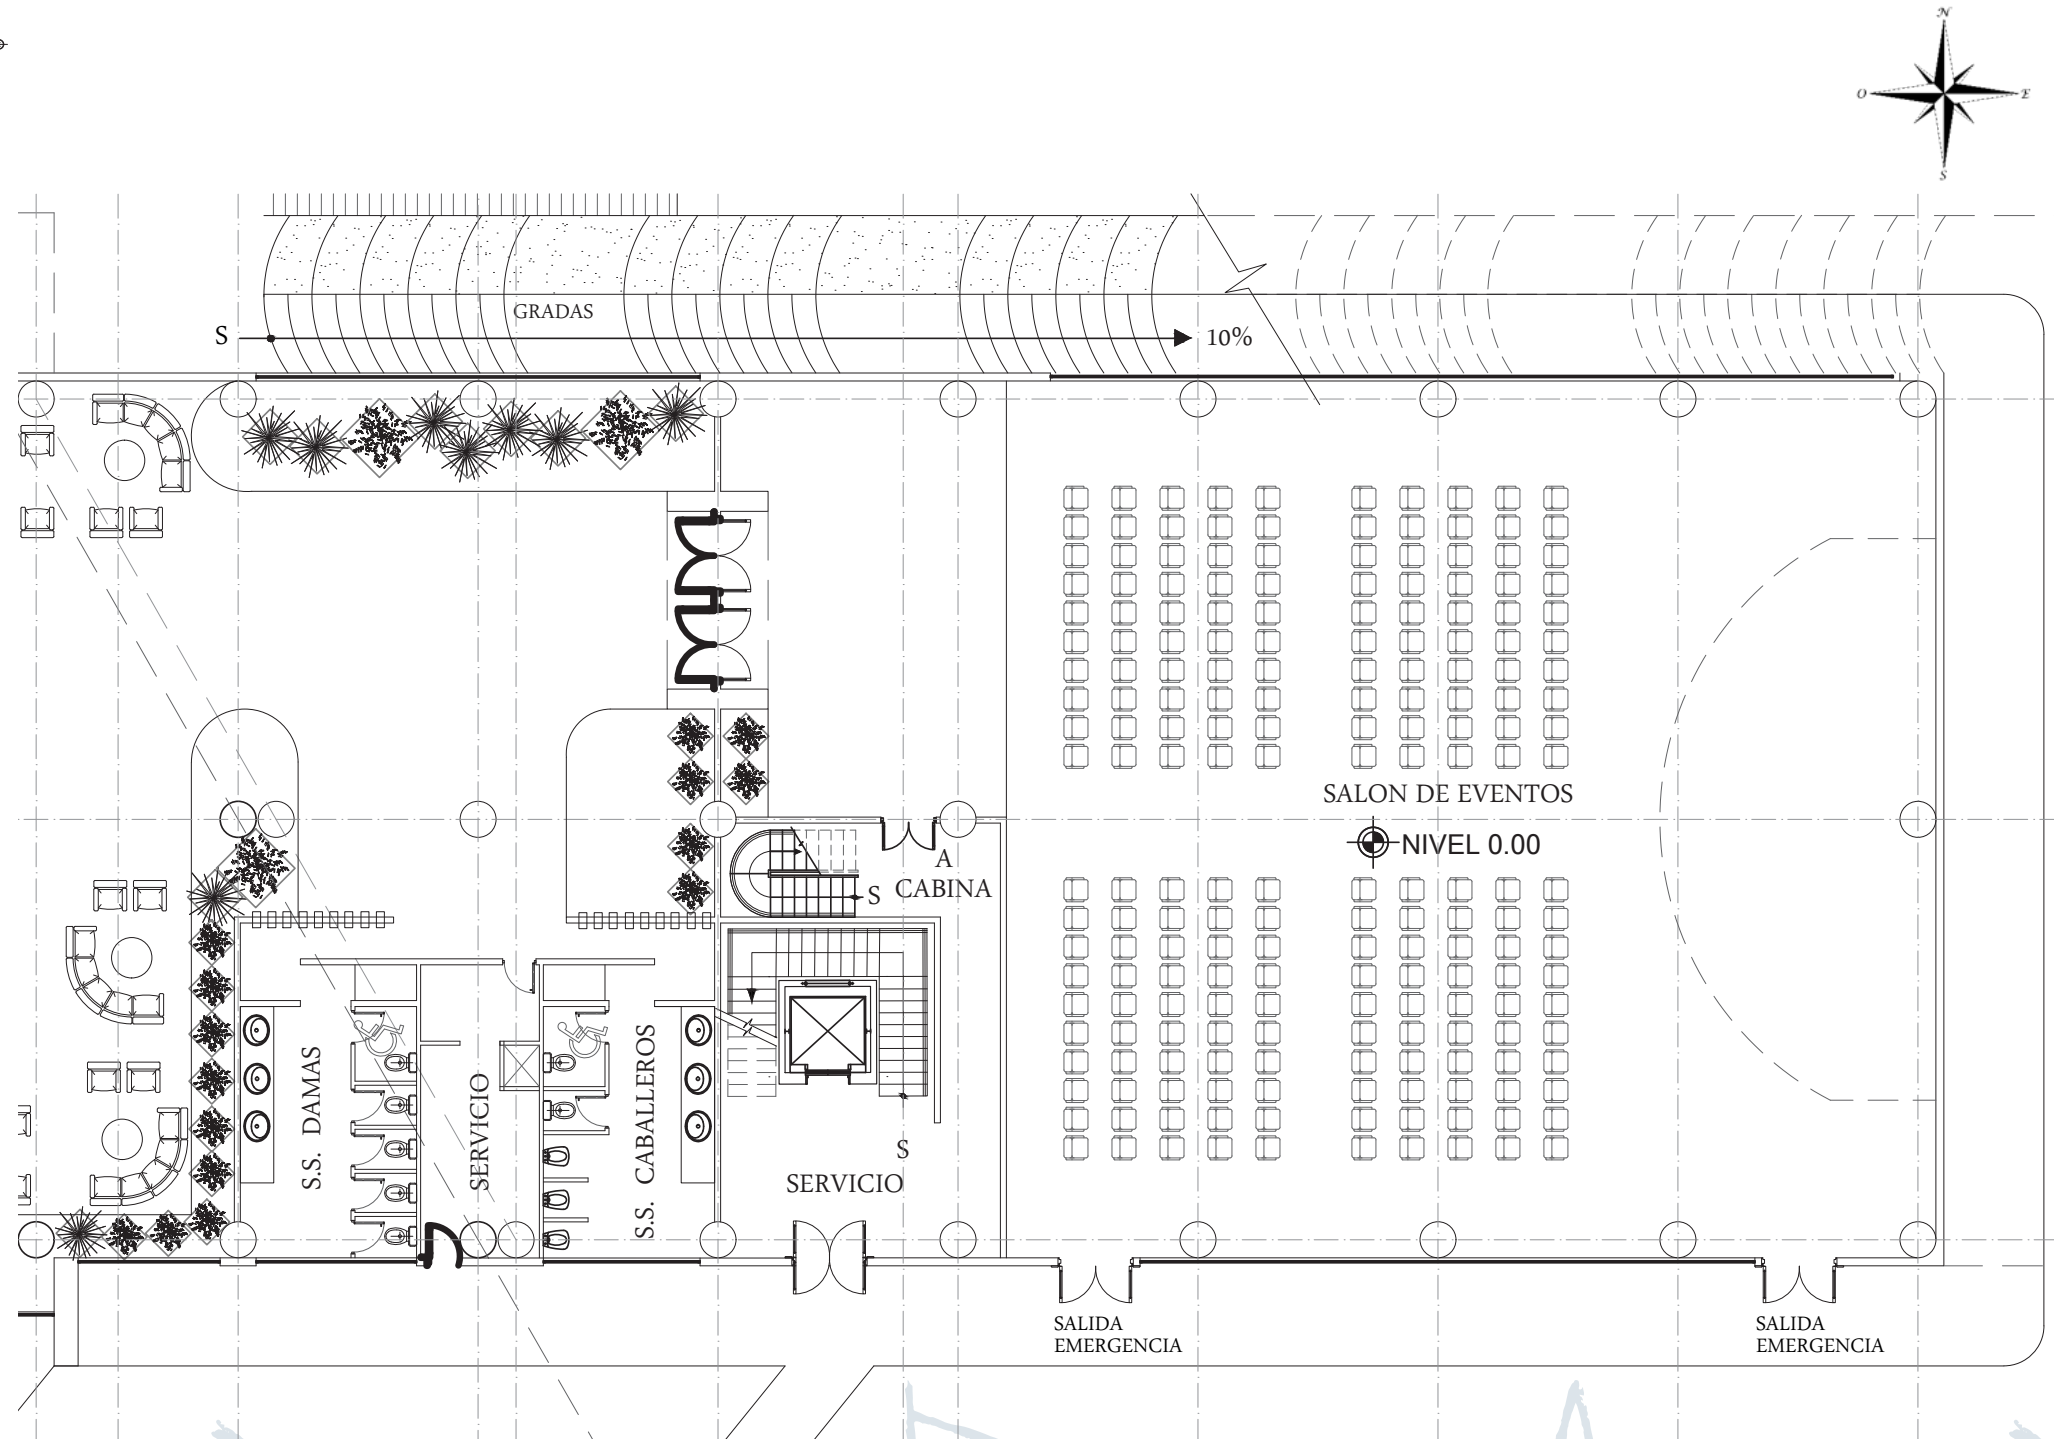 N
O
E
S
GRADAS
S
10%
SALON DE EVENTOS
NIVEL 0.00
A
CABINA
S
S.S. DAMAS
SERVICIO
S.S. CABALLEROS
S
SERVICIO
SALIDA
EMERGENCIA
SALIDA
EMERGENCIA